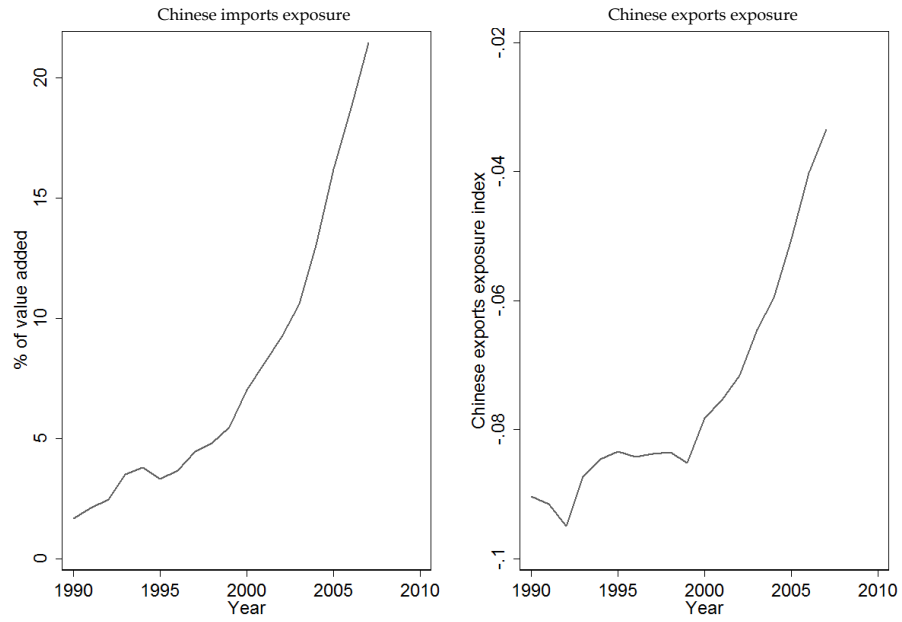 Chinese imports exposure
% of value added
20
15
10
5
0
1990 1995 2000 2005 2010
Year
Chinese exports exposure
Chinese exports exposure index
-.02
-.04
-.06
-.08
-.1
1990 1995 2000 2005 2010
Year